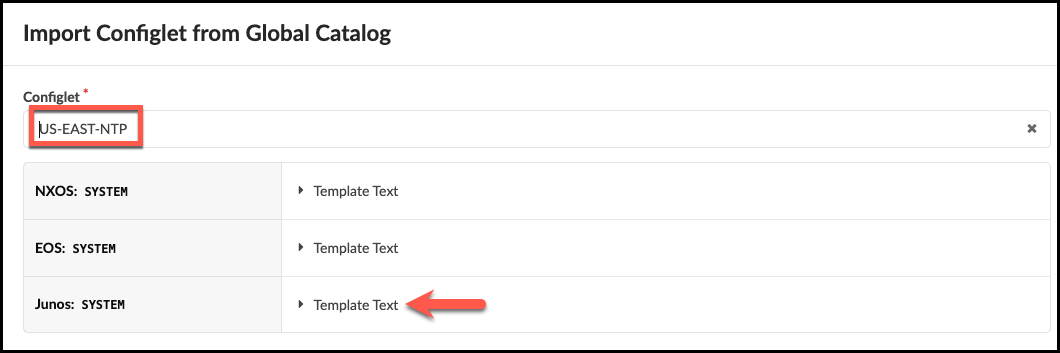 Import Configlet from Global Catalog
Configlet *
US-EAST-NTP
NXOS: SYSTEM Template Text
EOS: SYSTEM Template Text
Junos: SYSTEM Template Text